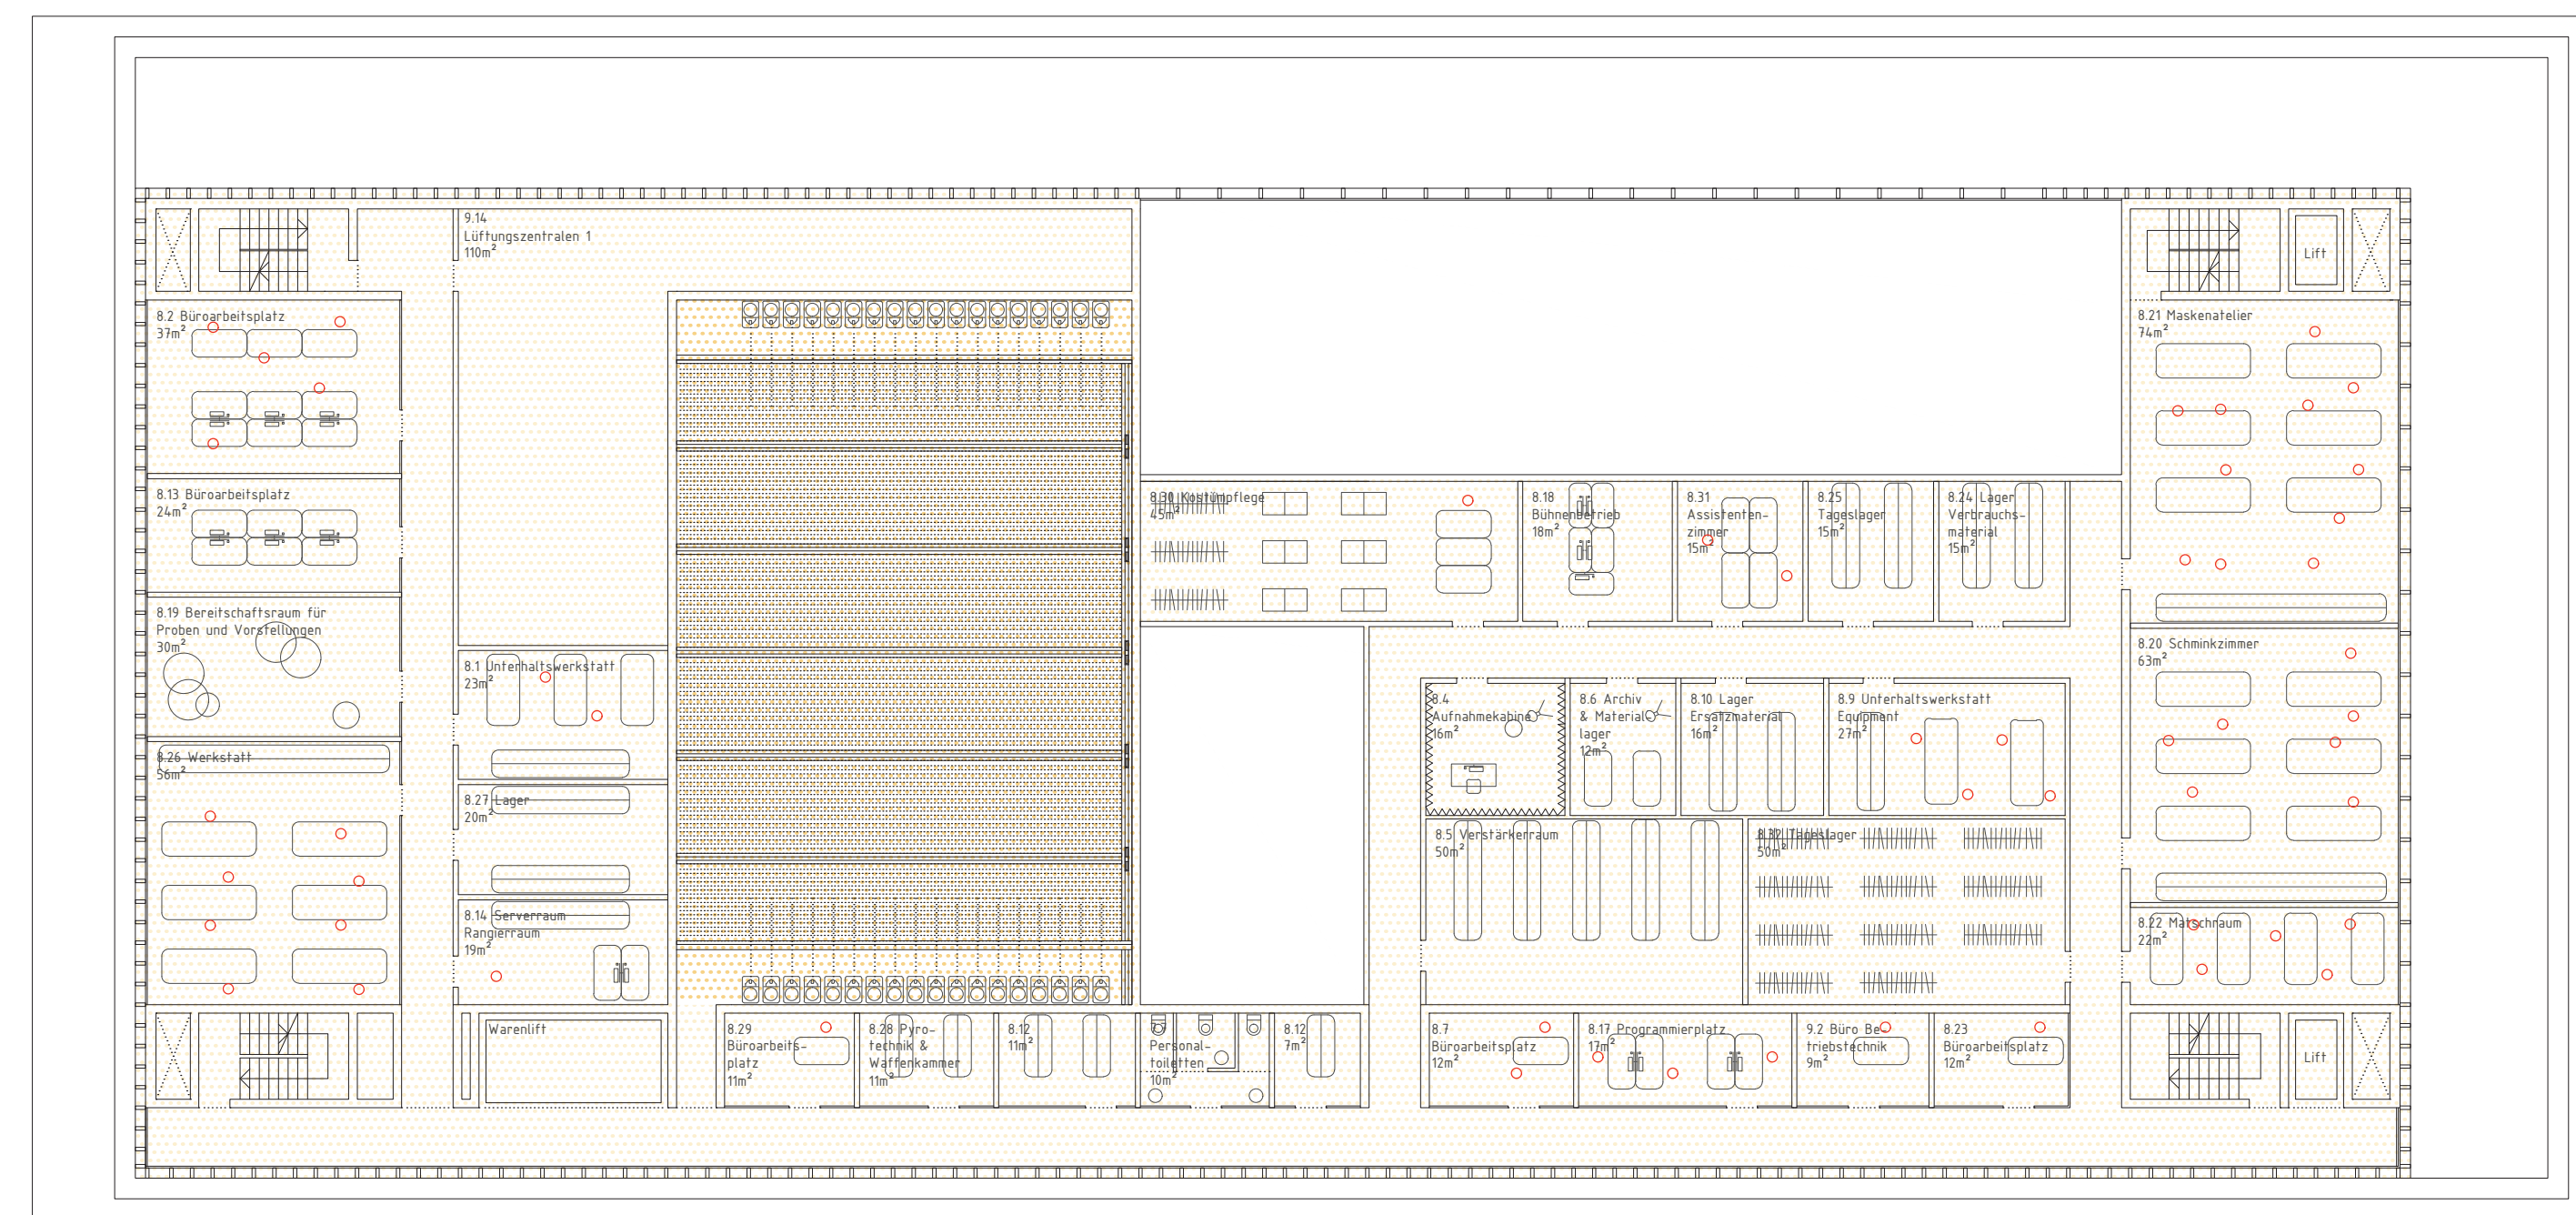 9.14
Lüftungszentralen 1
110m²
Lift
8.2 Büroarbeitsplatz
37m²
8.21 Maskenatelier
74m²
8.13 Büroarbeitsplatz
24m²
8.30 Kostümpflege
45m²
8.18
Bühnenbetrieb
18m²
8.31
Assistenten-
zimmer
15m²
8.25
Tageslager
15m²
8.24 Lager
Verbrauchs-
material
15m²
8.19 Bereitschaftsraum für
Proben und Vorstellungen
30m²
8.1 Unterhaltswerkstatt
23m²
8.20 Schminkzimmer
63m²
8.4
Aufnahmekabine
16m²
8.6 Archiv
& Material-
lager
12m²
8.10 Lager
Ersatzmaterial
16m²
8.9 Unterhaltswerkstatt
Equipment
27m²
8.26 Werkstatt
56m²
8.27 Lager
20m²
8.5 Verstärkerraum
50m²
8.32 Tageslager
50m²
8.14 Serverraum
Rangierraum
19m²
8.22 Matschraum
22m²
Warenlift
8.29
Büroarbeits-
platz
11m²
8.28 Pyro-
technik &
Waffenkammer
11m²
8.12
11m²
Personal-
toiletten
10m²
8.12
7m²
8.7
Büroarbeitsplatz
12m²
8.17 Programmierplatz
17m²
9.2 Büro Be-
triebstechnik
9m²
8.23
Büroarbeitsplatz
12m²
Lift